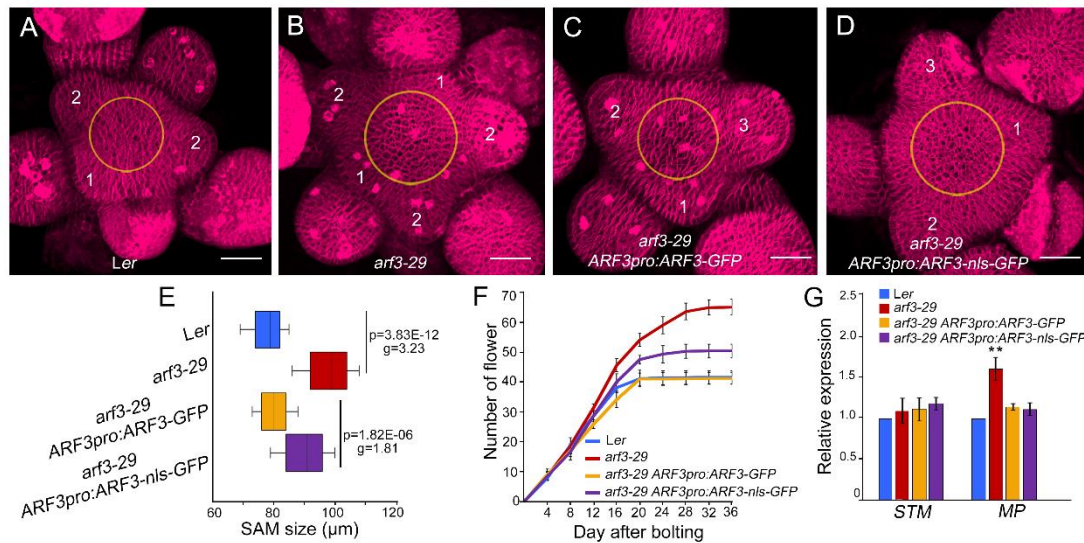 A
2
2
1
Ler
B
2
1
2
1
2
arf3-29
C
2
3
1
arf3-29
ARF3pro:ARF3-GFP
D
3
1
2
arf3-29
ARF3pro:ARF3-nls-GFP
E
Ler
arf3-29
arf3-29
ARF3pro:ARF3-GFP
arf3-29
ARF3pro:ARF3-nls-GFP
p=3.83E-12
g=3.23
p=1.82E-06
g=1.81
60 80 100 120
SAM size (µm)
F
Number of flower
70
60
50
40
30
20
10
0
Ler
arf3-29
arf3-29 ARF3pro:ARF3-GFP
arf3-29 ARF3pro:ARF3-nls-GFP
4 8 12 16 20 24 28 32 36
Day after bolting
G
Ler
arf3-29
arf3-29 ARF3pro:ARF3-GFP
arf3-29 ARF3pro:ARF3-nls-GFP
Relative expression
2.5
2.0
1.5
1.0
0.5
0
**
STM MP